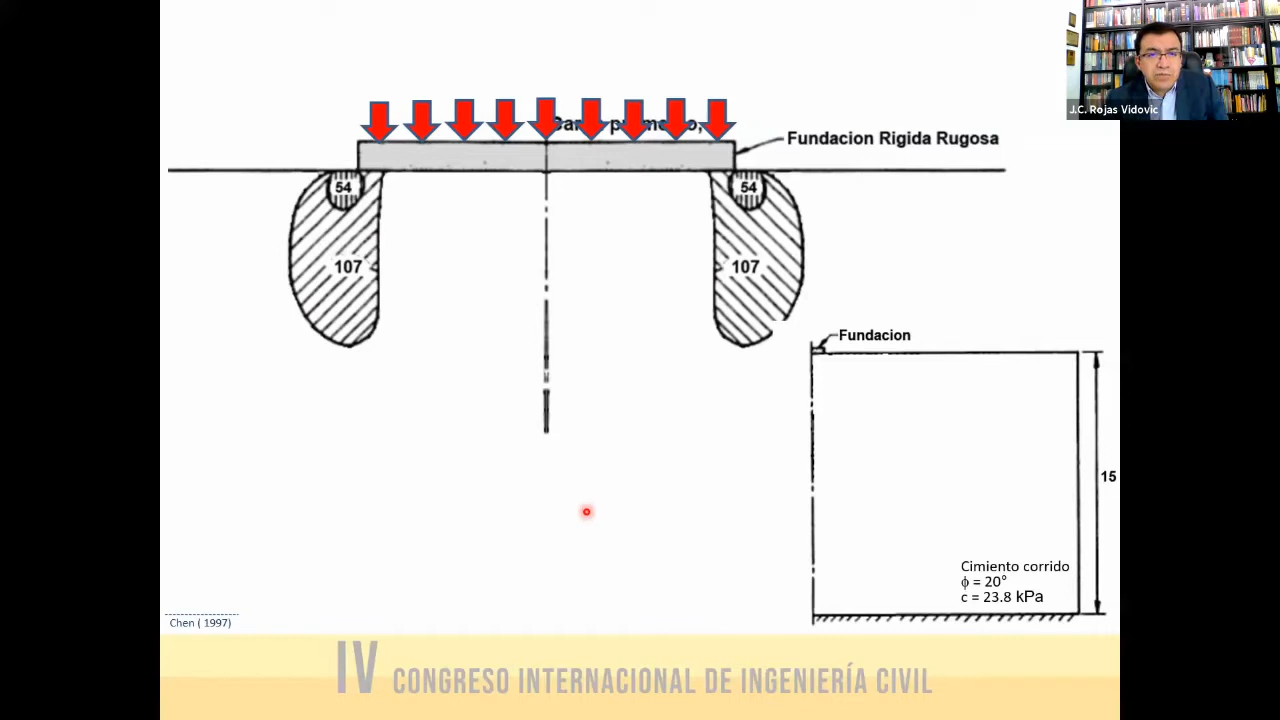 J.C. Rojas Vidovic
Fundacion Rigida Rugosa
54
54
107
107
Fundacion
15
Cimiento corrido
ϕ = 20°
c = 23.8 kPa
Chen ( 1997)
IV CONGRESO INTERNACIONAL DE INGENIERÍA CIVIL